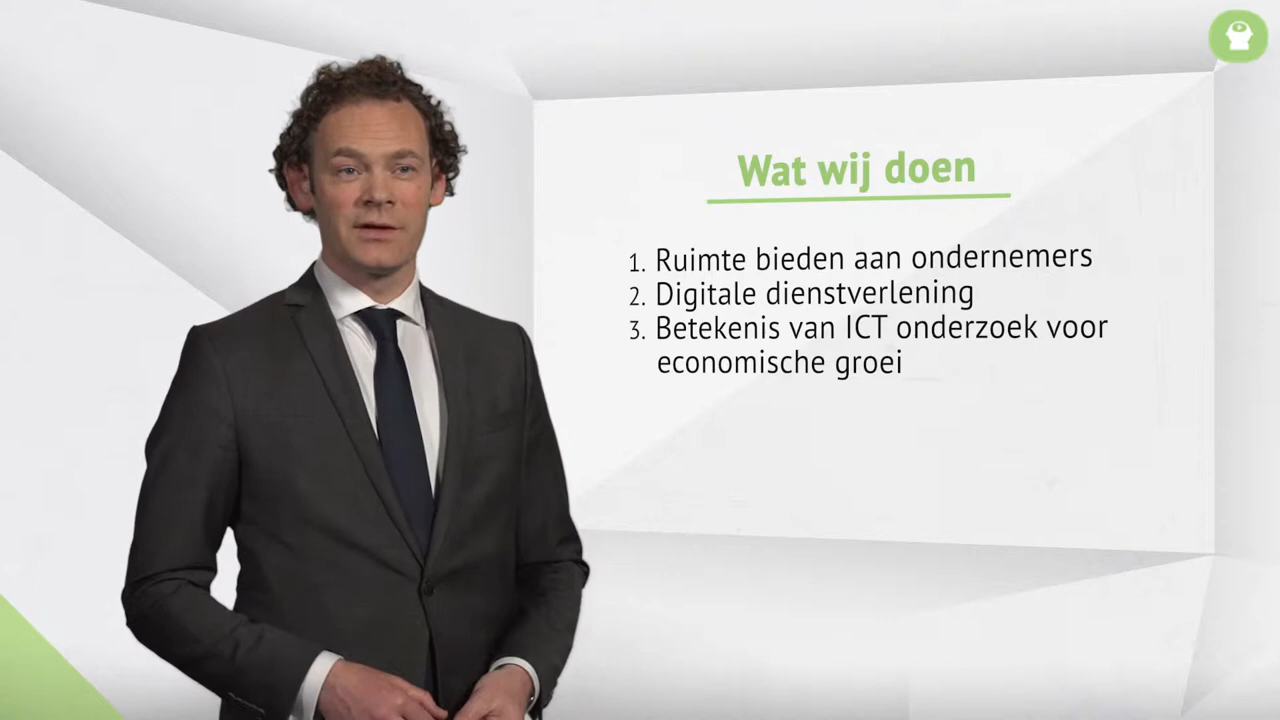 Wat wij doen
1. Ruimte bieden aan ondernemers
2. Digitale dienstverlening
3. Betekenis van ICT onderzoek voor
economische groei